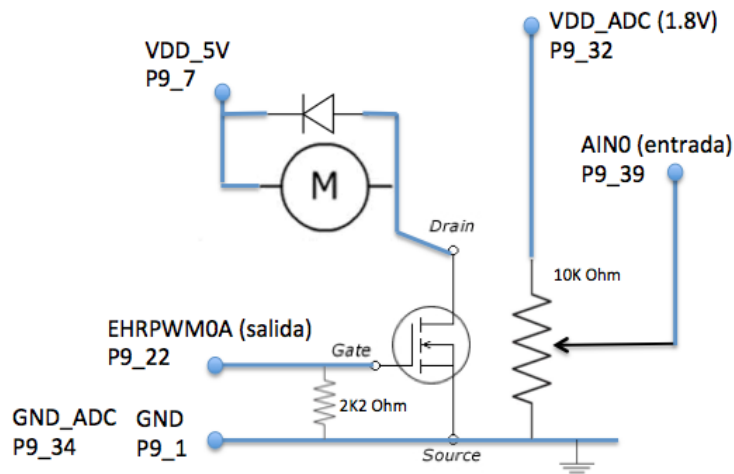 VDD_ADC (1.8V)
P9_32
VDD_5V
P9_7
AIN0 (entrada)
P9_39
M
Drain
10K Ohm
EHRPWM0A (salida)
P9_22
Gate
2K2 Ohm
GND_ADC GND
P9_34 P9_1
Source